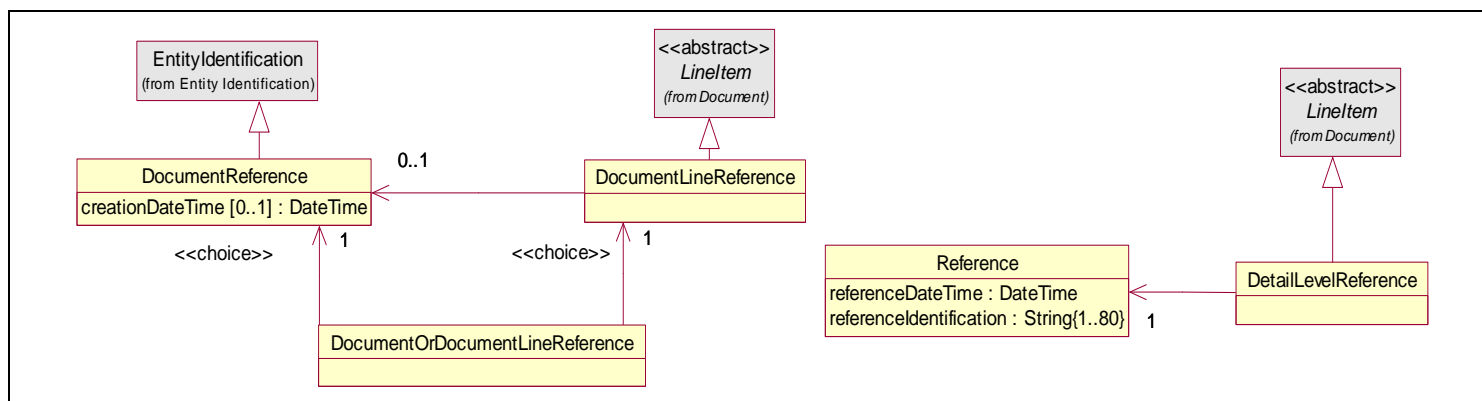 EntityIdentification
(from Entity Identification)
<<abstract>>
LineItem
(from Document)
<<abstract>>
LineItem
(from Document)
DocumentReference
creationDateTime [0..1] : DateTime
0..1
DocumentLineReference
<<choice>>
1
<<choice>>
1
DocumentOrDocumentLineReference
Reference
referenceDateTime : DateTime
referenceIdentification : String{1..80}
1
DetailLevelReference